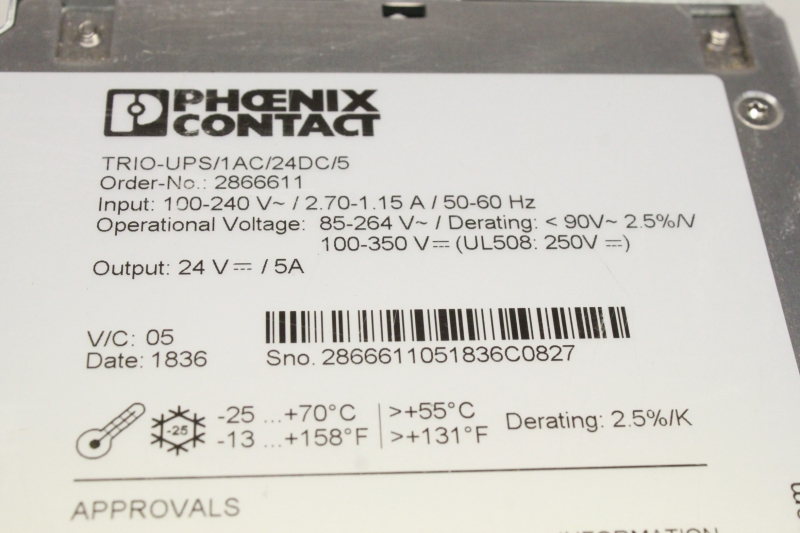 PHŒNIX
CONTACT
TRIO-UPS/1AC/24DC/5
Order-No.: 2866611
Input: 100-240 V~ / 2.70-1.15 A / 50-60 Hz
Operational Voltage: 85-264 V~ / Derating: < 90V~ 2.5%/V
100-350 V⎓ (UL508: 250V ⎓)
Output: 24 V⎓ / 5A
V/C: 05
Date: 1836
Sno. 2866611051836C0827
-25 -25 ...+70°C >+55°C Derating: 2.5%/K
-13 ...+158°F >+131°F
APPROVALS
INFORMATION